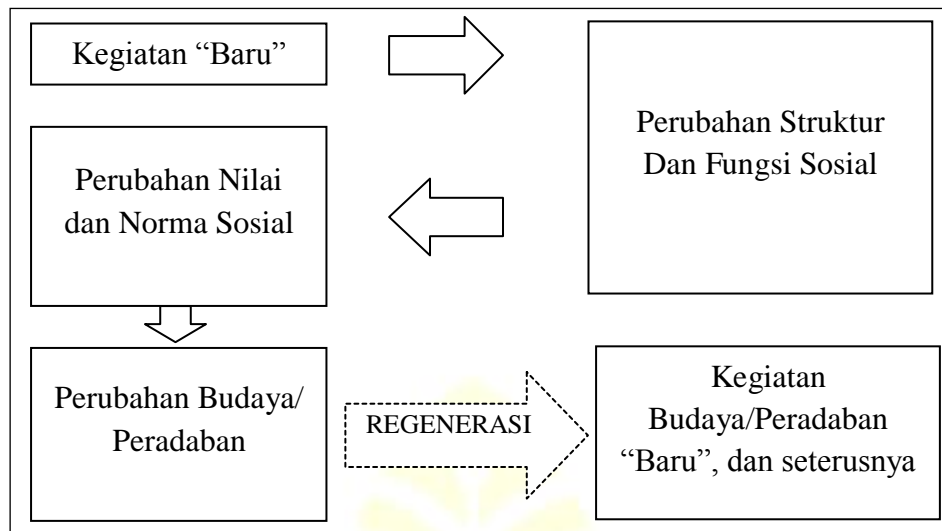 Kegiatan “Baru”
Perubahan Struktur
Dan Fungsi Sosial
Perubahan Nilai
dan Norma Sosial
Perubahan Budaya/
Peradaban
REGENERASI
Kegiatan
Budaya/Peradaban
“Baru”, dan seterusnya